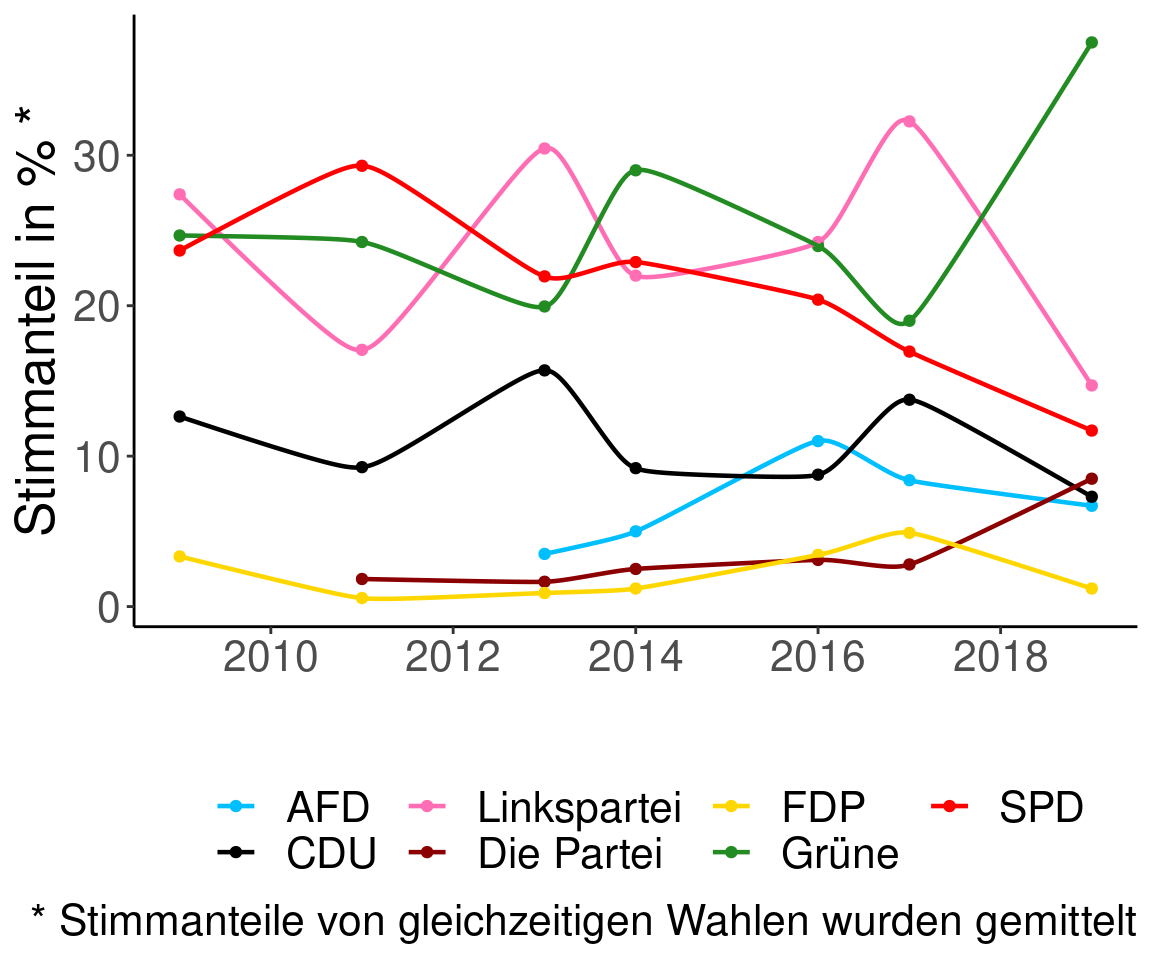 Stimmanteil in % *
30
20
10
0
2010 2012 2014 2016 2018
AFD Linkspartei FDP SPD
CDU Die Partei Grüne
* Stimmanteile von gleichzeitigen Wahlen wurden gemittelt